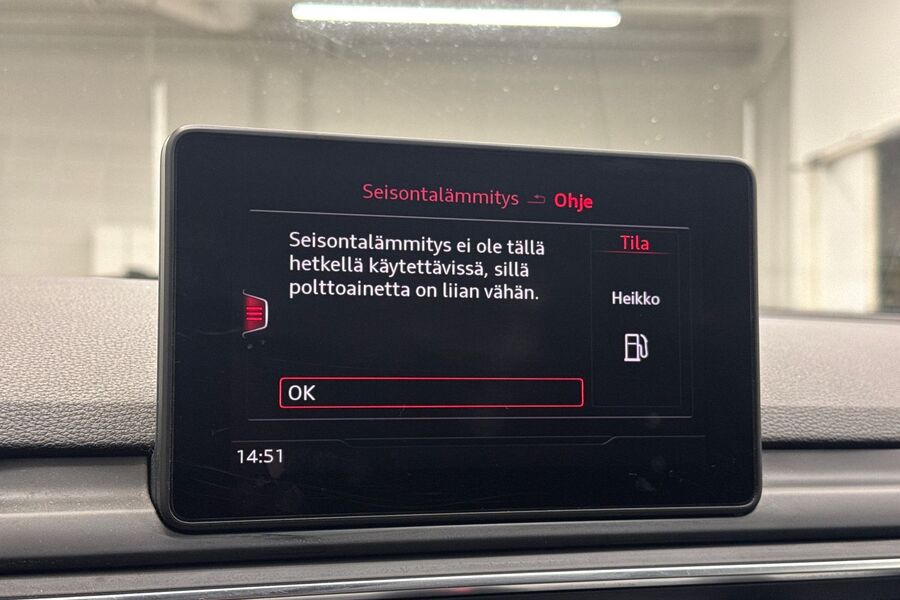 Seisontalämmitys Ohje
Seisontalämmitys ei ole tällä
hetkellä käytettävissä, sillä
polttoainetta on liian vähän.
OK
Tila
Heikko
14:51